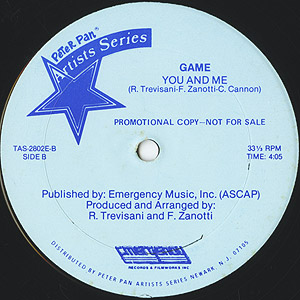 Peter Pan
Artists Series
GAME
YOU AND ME
(R. Trevisani-F. Zanotti-C. Cannon)
PROMOTIONAL COPY—NOT FOR SALE
TAS-2802E-B
SIDE B
33⅓ RPM
TIME: 4:05
Published by: Emergency Music, Inc. (ASCAP)
Produced and Arranged by:
R. Trevisani and F. Zanotti
emergency
RECORDS & FILMWORKS INC
DISTRIBUTED BY PETER PAN ARTISTS SERIES NEWARK, N.J. 07105